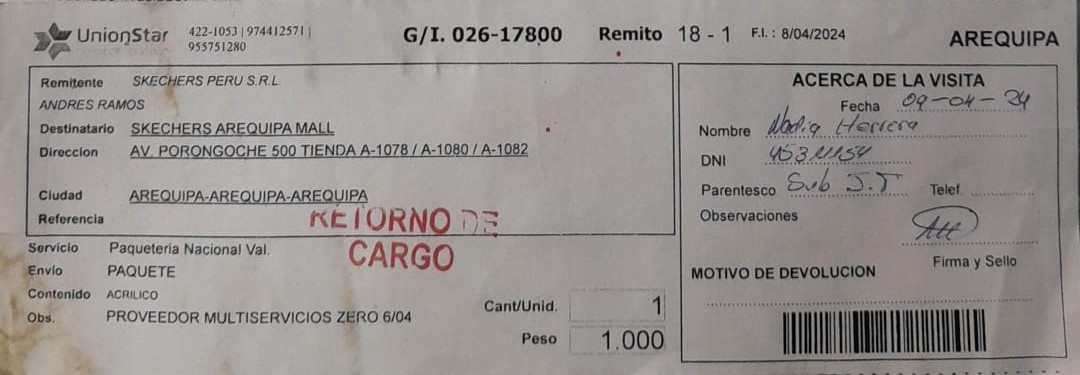 UnionStar 422-1053 | 974412571 |
955751280
G/I. 026-17800 Remito 18 - 1 F.I. : 8/04/2024 AREQUIPA
Remitente SKECHERS PERU S.R.L.
ANDRES RAMOS
Destinatario SKECHERS AREQUIPA MALL
Direccion AV. PORONGOCHE 500 TIENDA A-1078 / A-1080 / A-1082
Ciudad AREQUIPA-AREQUIPA-AREQUIPA
Referencia
RETORNO DE
CARGO
Servicio Paqueteria Nacional Val.
Envio PAQUETE
Contenido ACRILICO
Obs. PROVEEDOR MULTISERVICIOS ZERO 6/04
Cant/Unid. 1
Peso 1.000
ACERCA DE LA VISITA
Fecha 09-04-24
Nombre Nadia Herrera
DNI
Parentesco Sub J.T Telef.
Observaciones
Firma y Sello
MOTIVO DE DEVOLUCION